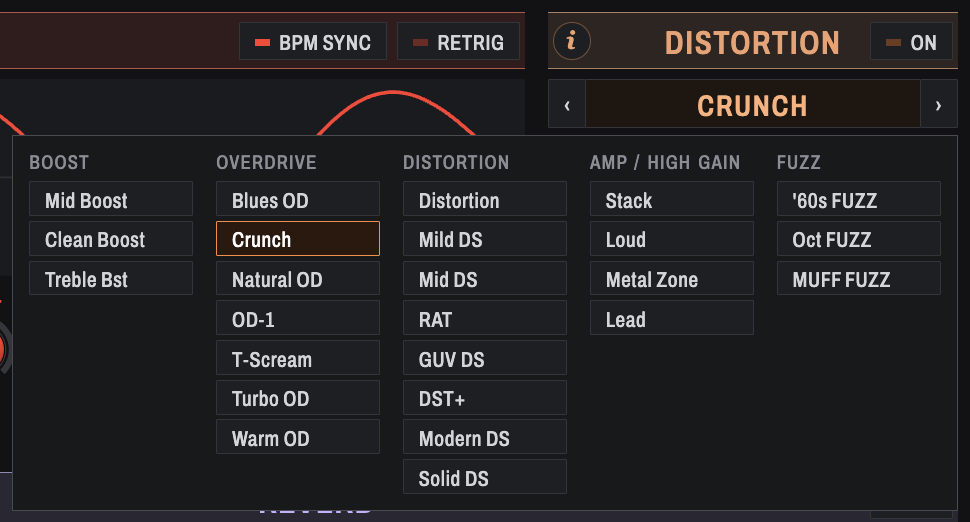 BPM SYNC
RETRIG
i
DISTORTION
ON
‹
CRUNCH
›
BOOST
Mid Boost
Clean Boost
Treble Bst
OVERDRIVE
Blues OD
Crunch
Natural OD
OD-1
T-Scream
Turbo OD
Warm OD
DISTORTION
Distortion
Mild DS
Mid DS
RAT
GUV DS
DST+
Modern DS
Solid DS
AMP / HIGH GAIN
Stack
Loud
Metal Zone
Lead
FUZZ
'60s FUZZ
Oct FUZZ
MUFF FUZZ